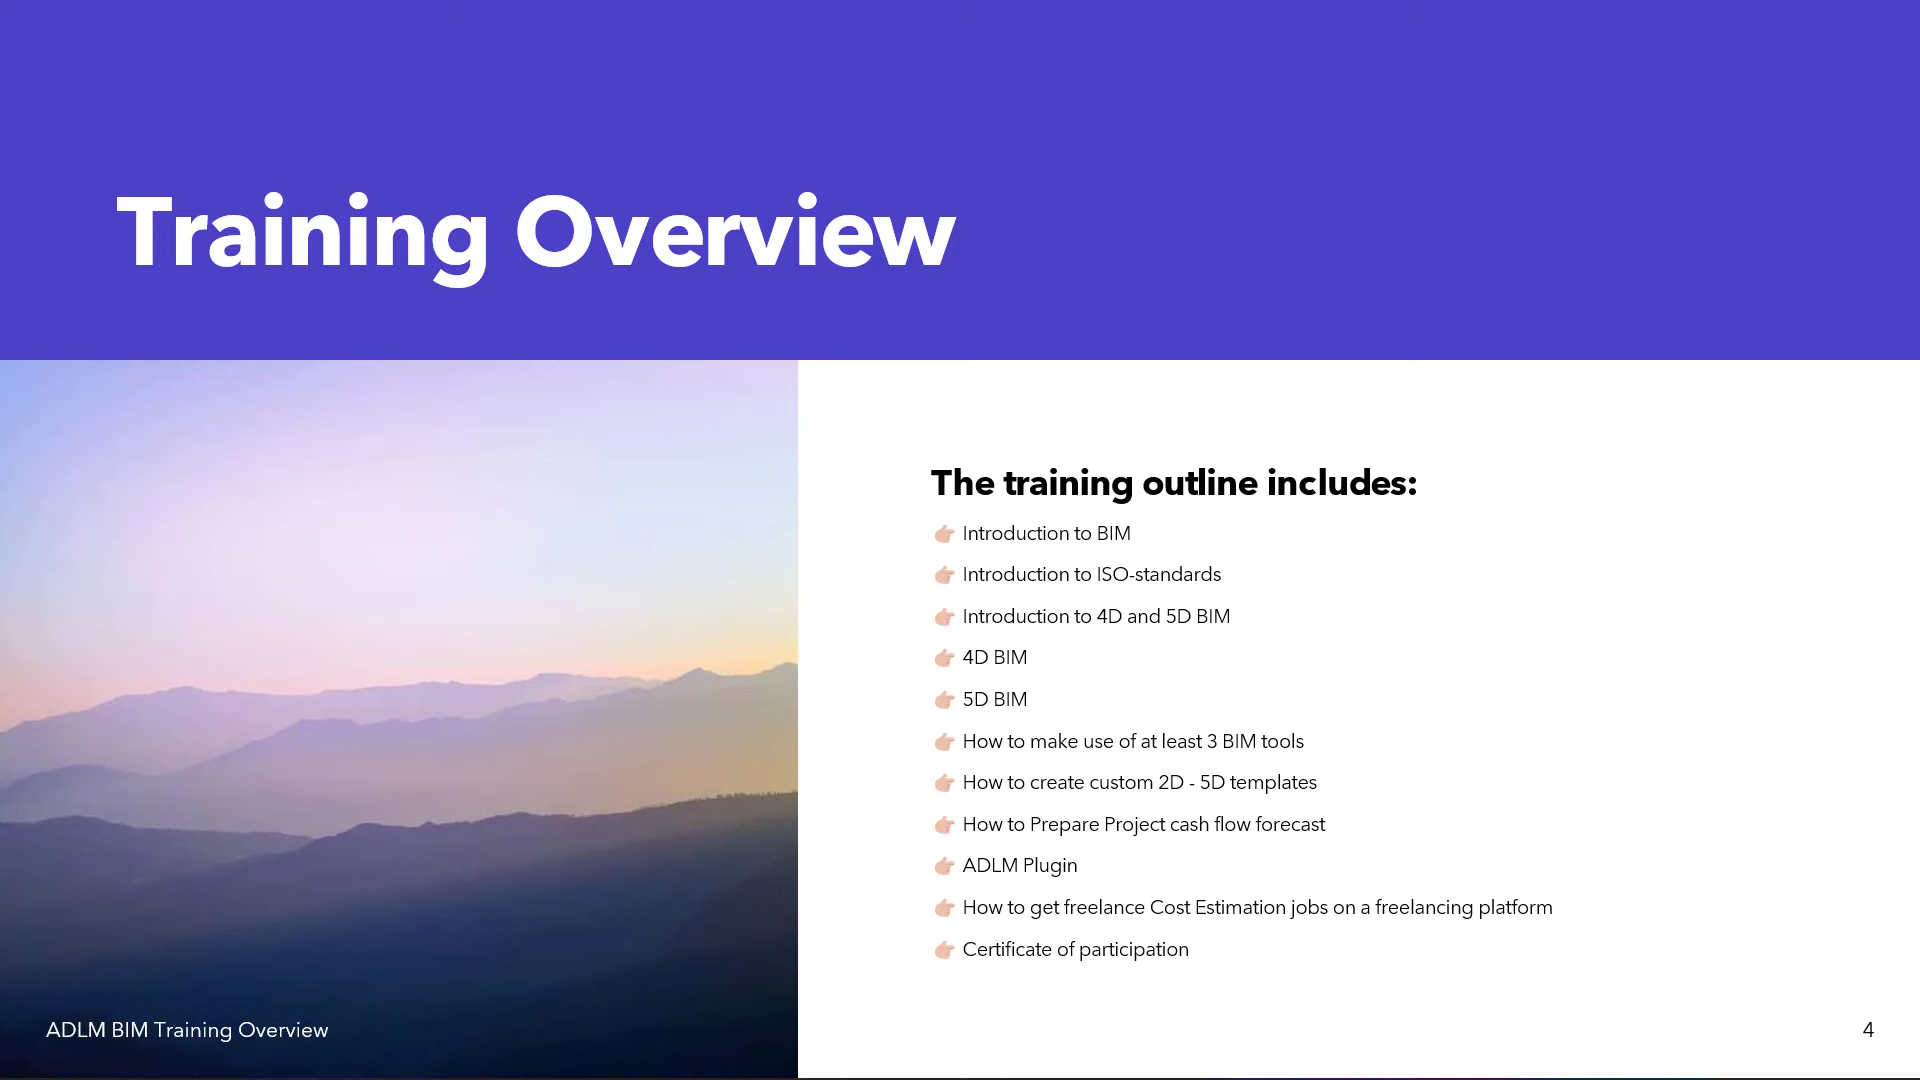 Training Overview
The training outline includes:
👉🏼 Introduction to BIM
👉🏼 Introduction to ISO-standards
👉🏼 Introduction to 4D and 5D BIM
👉🏼 4D BIM
👉🏼 5D BIM
👉🏼 How to make use of at least 3 BIM tools
👉🏼 How to create custom 2D - 5D templates
👉🏼 How to Prepare Project cash flow forecast
👉🏼 ADLM Plugin
👉🏼 How to get freelance Cost Estimation jobs on a freelancing platform
👉🏼 Certificate of participation
ADLM BIM Training Overview
4